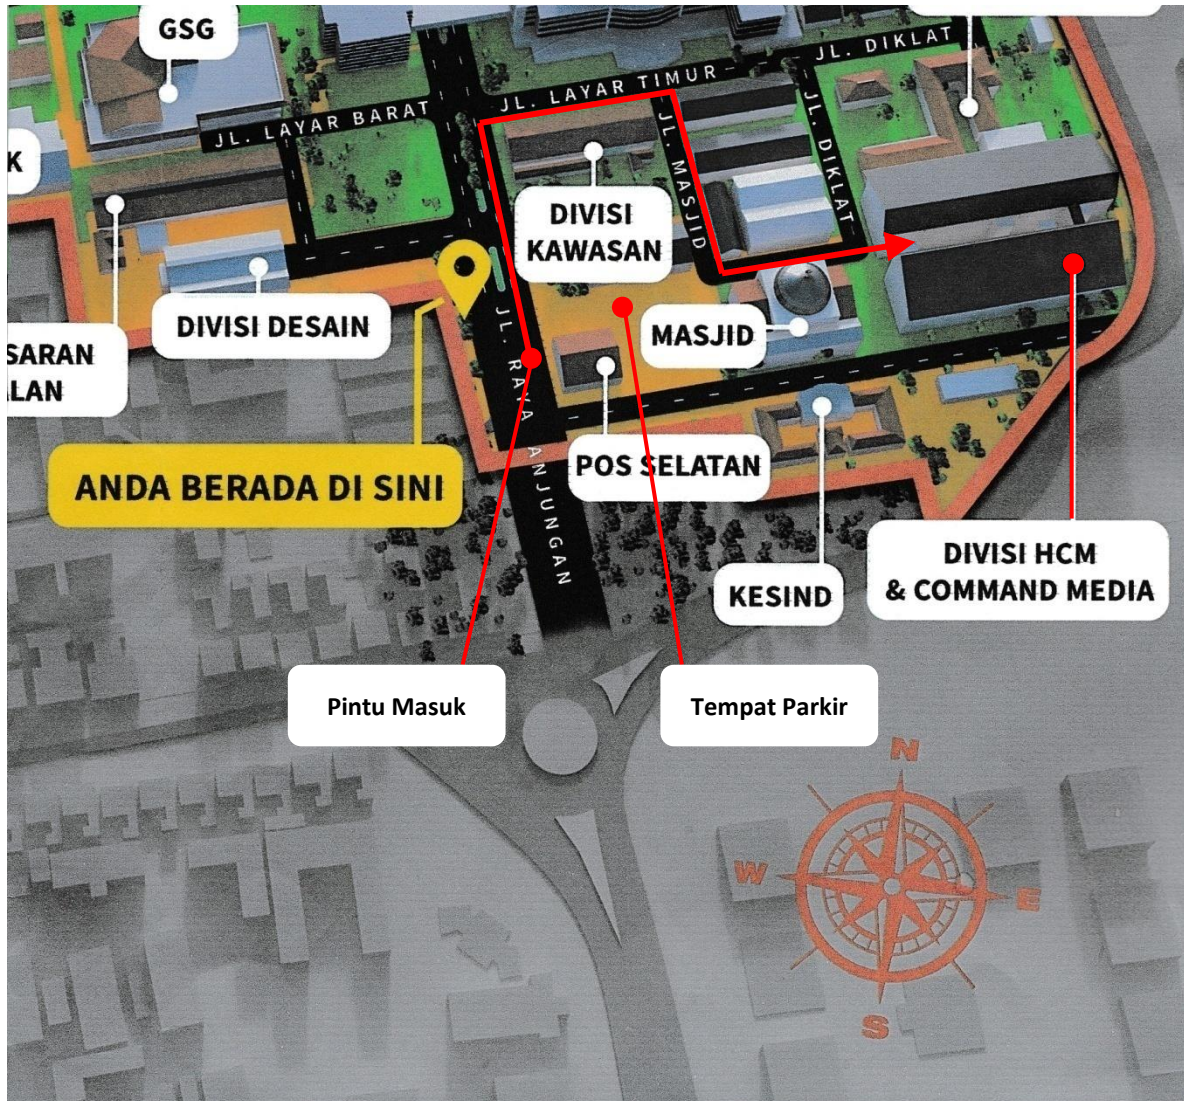 GSG
JL. DIKLAT
JL. LAYAR TIMUR
JL. LAYAR BARAT
K
JL. MASJID
JL. DIKLAT
DIVISI
KAWASAN
DIVISI DESAIN
MASJID
SARAN
LAN
JL. RAYA ANJUNGAN
ANDA BERADA DI SINI
POS SELATAN
DIVISI HCM
& COMMAND MEDIA
KESIND
Pintu Masuk
Tempat Parkir
N
W
E
S